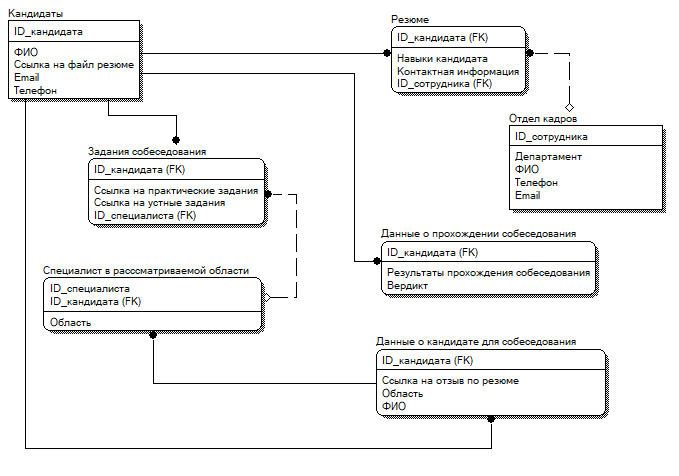 Кандидаты
ID_кандидата
ФИО
Ссылка на файл резюме
Email
Телефон
Резюме
ID_кандидата (FK)
Навыки кандидата
Контактная информация
ID_сотрудника (FK)
Отдел кадров
ID_сотрудника
Департамент
ФИО
Телефон
Email
Задания собеседования
ID_кандидата (FK)
Ссылка на практические задания
Ссылка на устные задания
ID_специалиста (FK)
Данные о прохождении собеседования
ID_кандидата (FK)
Результаты прохождения собеседования
Вердикт
Специалист в расссматриваемой области
ID_специалиста
ID_кандидата (FK)
Область
Данные о кандидате для собеседования
ID_кандидата (FK)
Ссылка на отзыв по резюме
Область
ФИО